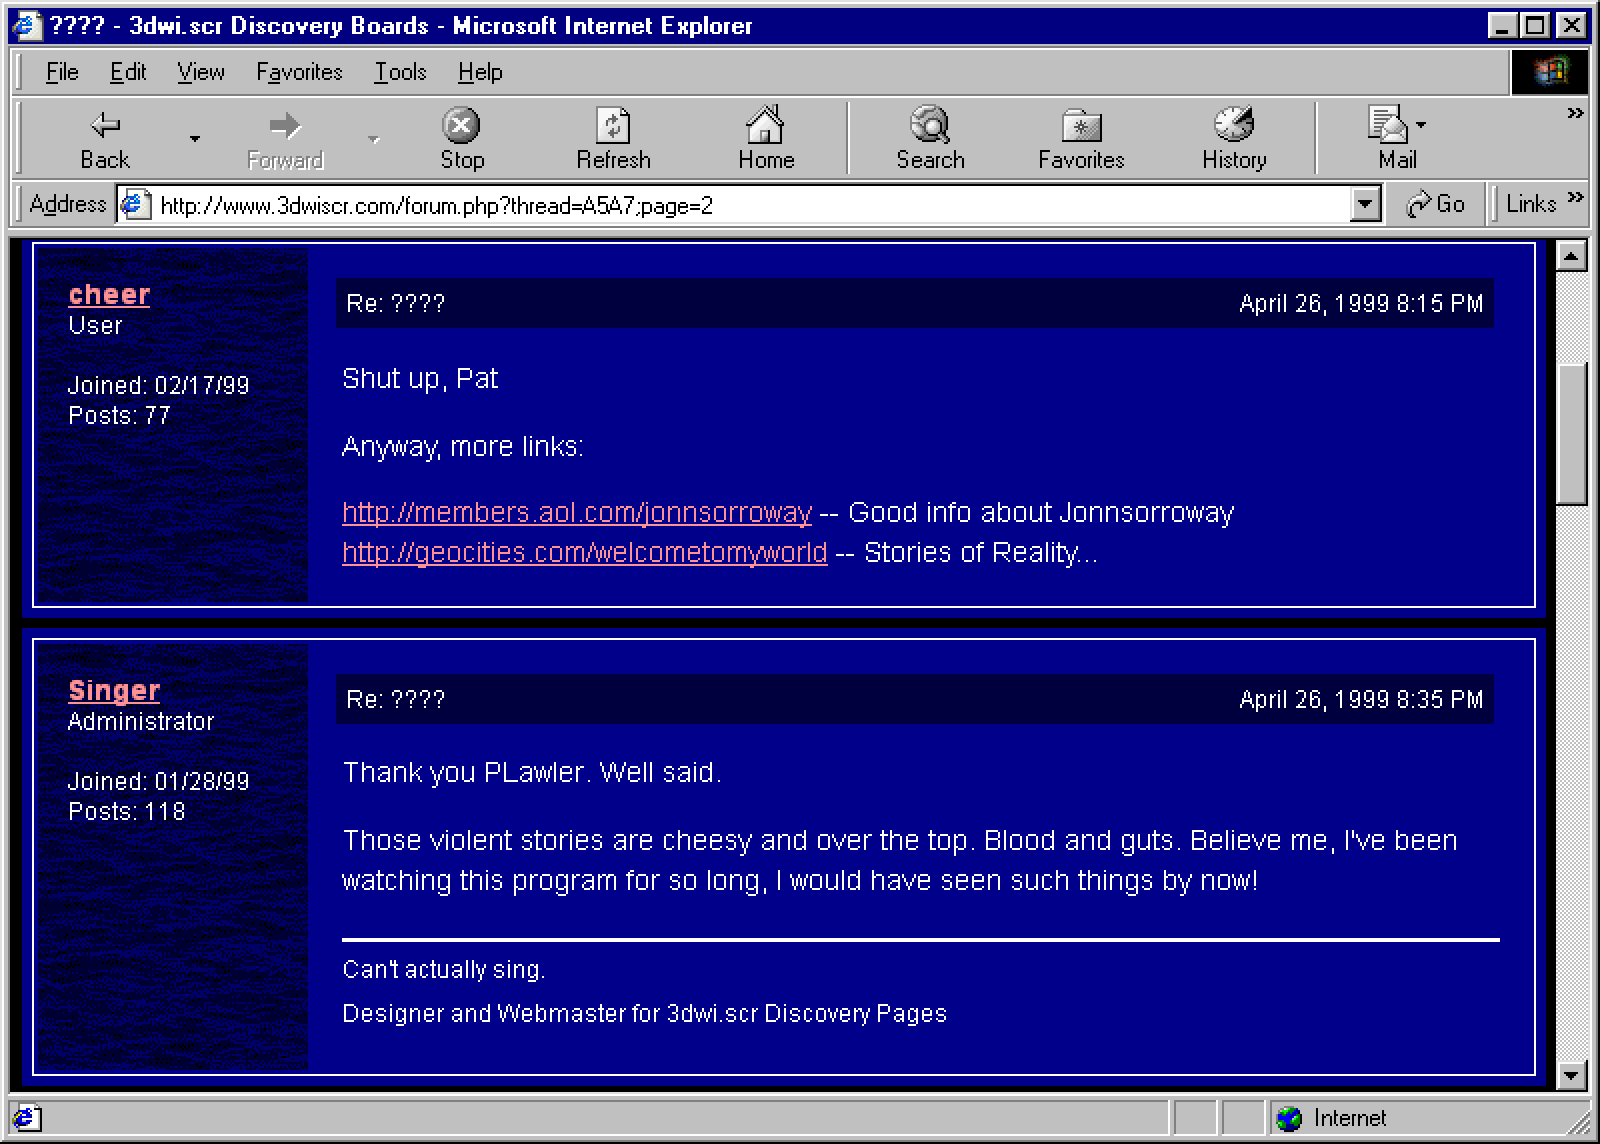 ???? - 3dwi.scr Discovery Boards - Microsoft Internet Explorer
File Edit View Favorites Tools Help
Back Forward Stop Refresh Home Search Favorites History Mail »
Address http://www.3dwiscr.com/forum.php?thread=A5A7;page=2 Go Links »
cheer
User
Joined: 02/17/99
Posts: 77
Re: ???? April 26, 1999 8:15 PM
Shut up, Pat
Anyway, more links:
http://members.aol.com/jonnsorroway -- Good info about Jonnsorroway
http://geocities.com/welcometomyworld -- Stories of Reality...
Singer
Administrator
Joined: 01/28/99
Posts: 118
Re: ???? April 26, 1999 8:35 PM
Thank you PLawler. Well said.
Those violent stories are cheesy and over the top. Blood and guts. Believe me, I've been
watching this program for so long, I would have seen such things by now!
Can't actually sing.
Designer and Webmaster for 3dwi.scr Discovery Pages
Internet